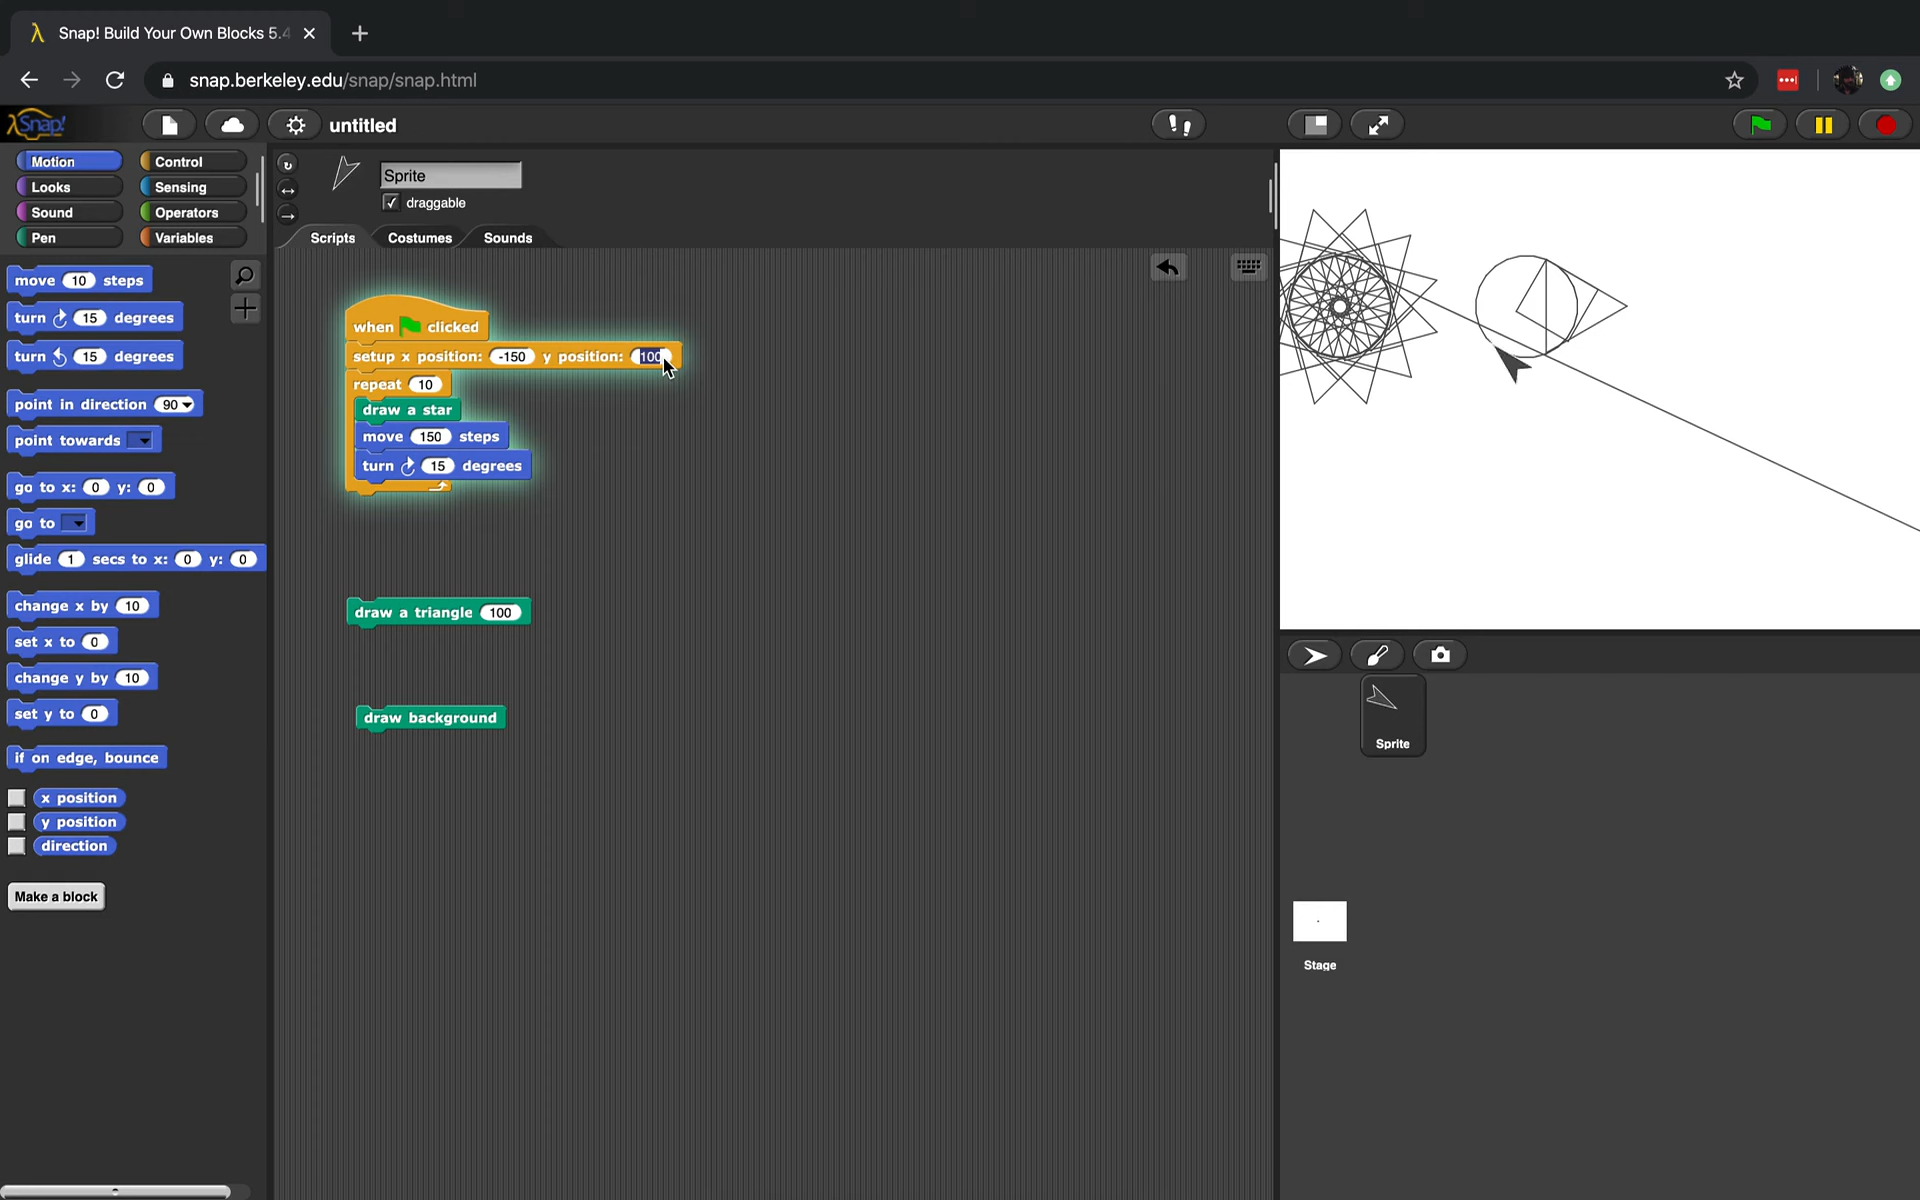 Snap! Build Your Own Blocks 5.4
snap.berkeley.edu/snap/snap.html
Snap!
untitled
Motion
Control
Looks
Sensing
Sound
Operators
Pen
Variables
Sprite
draggable
Scripts
Costumes
Sounds
move 10 steps
turn 15 degrees
turn 15 degrees
point in direction 90
point towards
go to x: 0 y: 0
go to
glide 1 secs to x: 0 y: 0
change x by 10
set x to 0
change y by 10
set y to 0
if on edge, bounce
x position
y position
direction
Make a block
when clicked
setup x position: -150 y position: 100
repeat 10
draw a star
move 150 steps
turn 15 degrees
draw a triangle 100
draw background
Sprite
Stage